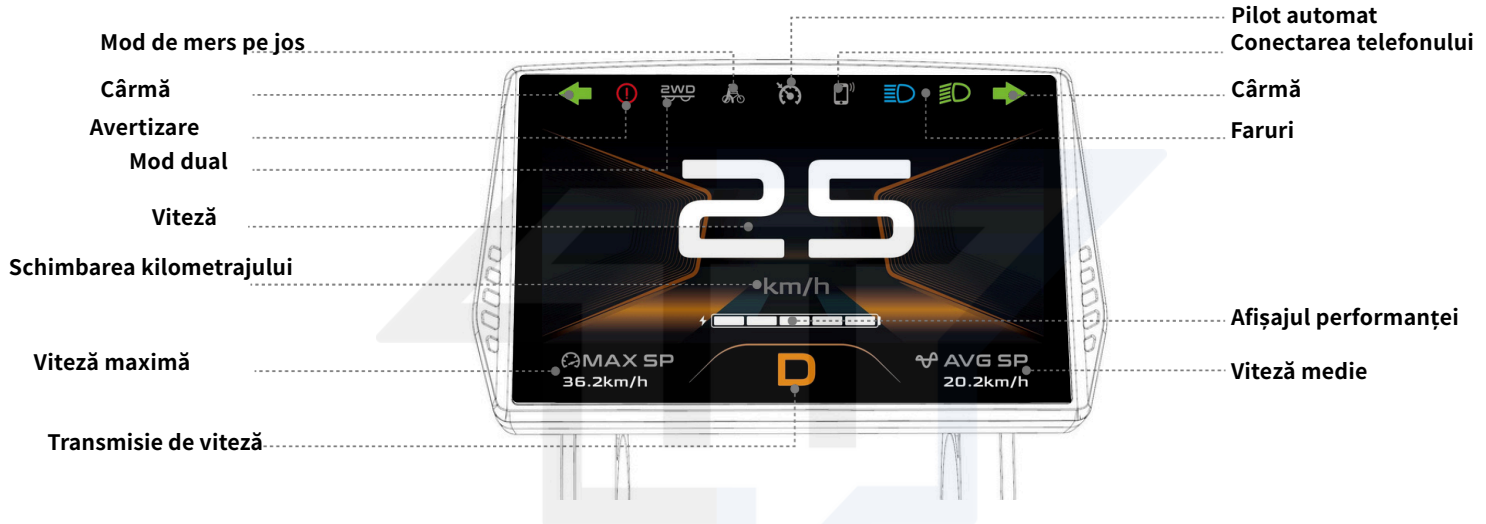 Pilot automat
Mod de mers pe jos
Conectarea telefonului
Cârmă
Cârmă
Avertizare
Faruri
Mod dual
2WD
25
Viteză
Schimbarea kilometrajului
km/h
Afișajul performanței
Viteză maximă
MAX SP
36.2km/h
D
AVG SP
20.2km/h
Viteză medie
Transmisie de viteză